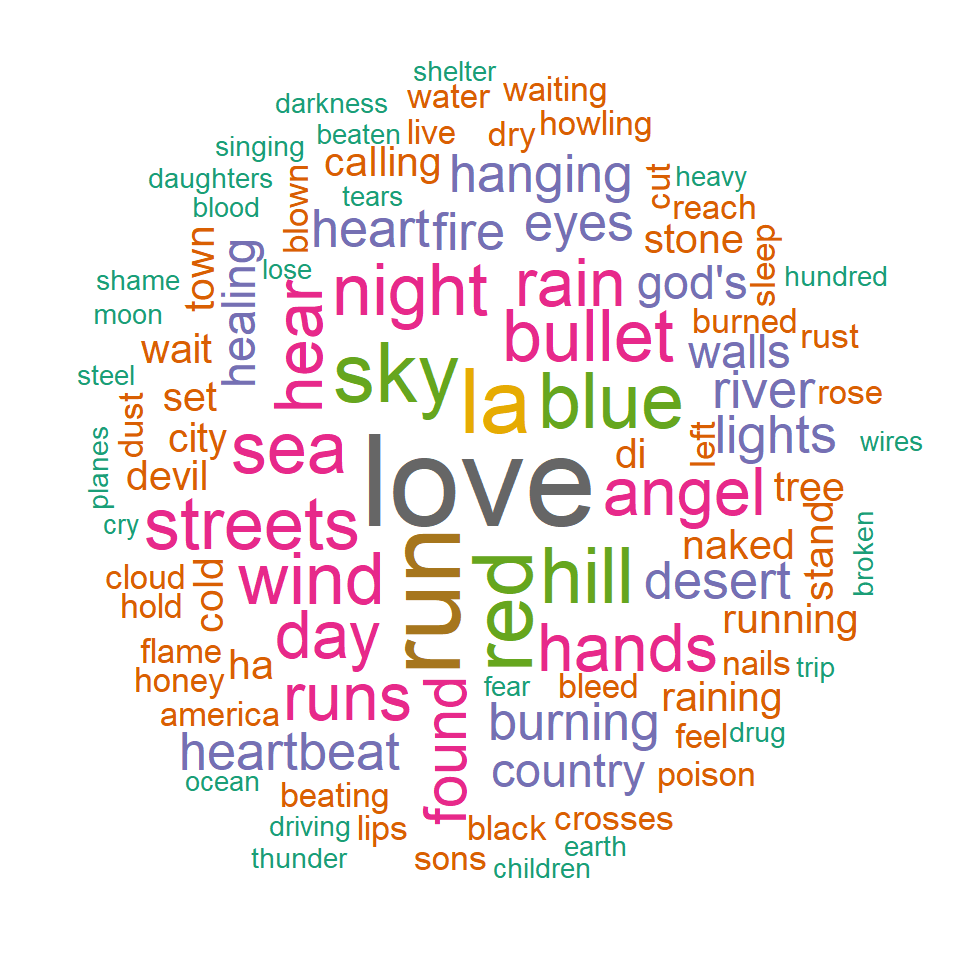 shelter
water
waiting
darkness
beaten
live
dry
howling
singing
calling
hanging
cut
heavy
daughters
tears
blown
heart
fire
eyes
reach
blood
stone
sleep
town
healing
lose
night
rain
god's
hundred
shame
moon
hear
bullet
burned
rust
wait
sky
la
blue
walls
steel
set
river
rose
dust
city
sea
love
di
left
lights
wires
planes
devil
angel
tree
cry
streets
run
red
hill
naked
stand
broken
cloud
cold
wind
desert
hold
day
hands
running
flame
ha
nails
trip
honey
runs
found
fear
bleed
raining
america
burning
feel
drug
heartbeat
country
poison
ocean
beating
driving
lips
black
crosses
thunder
sons
earth
children